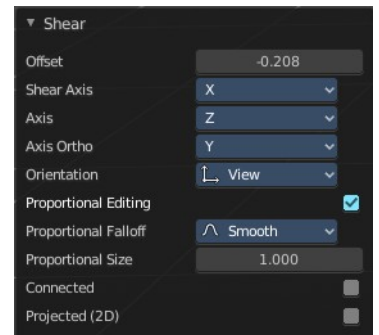 Shear
Offset -0.208
Shear Axis X
Axis Z
Axis Ortho Y
Orientation View
Proportional Editing
Proportional Falloff Smooth
Proportional Size 1.000
Connected
Projected (2D)